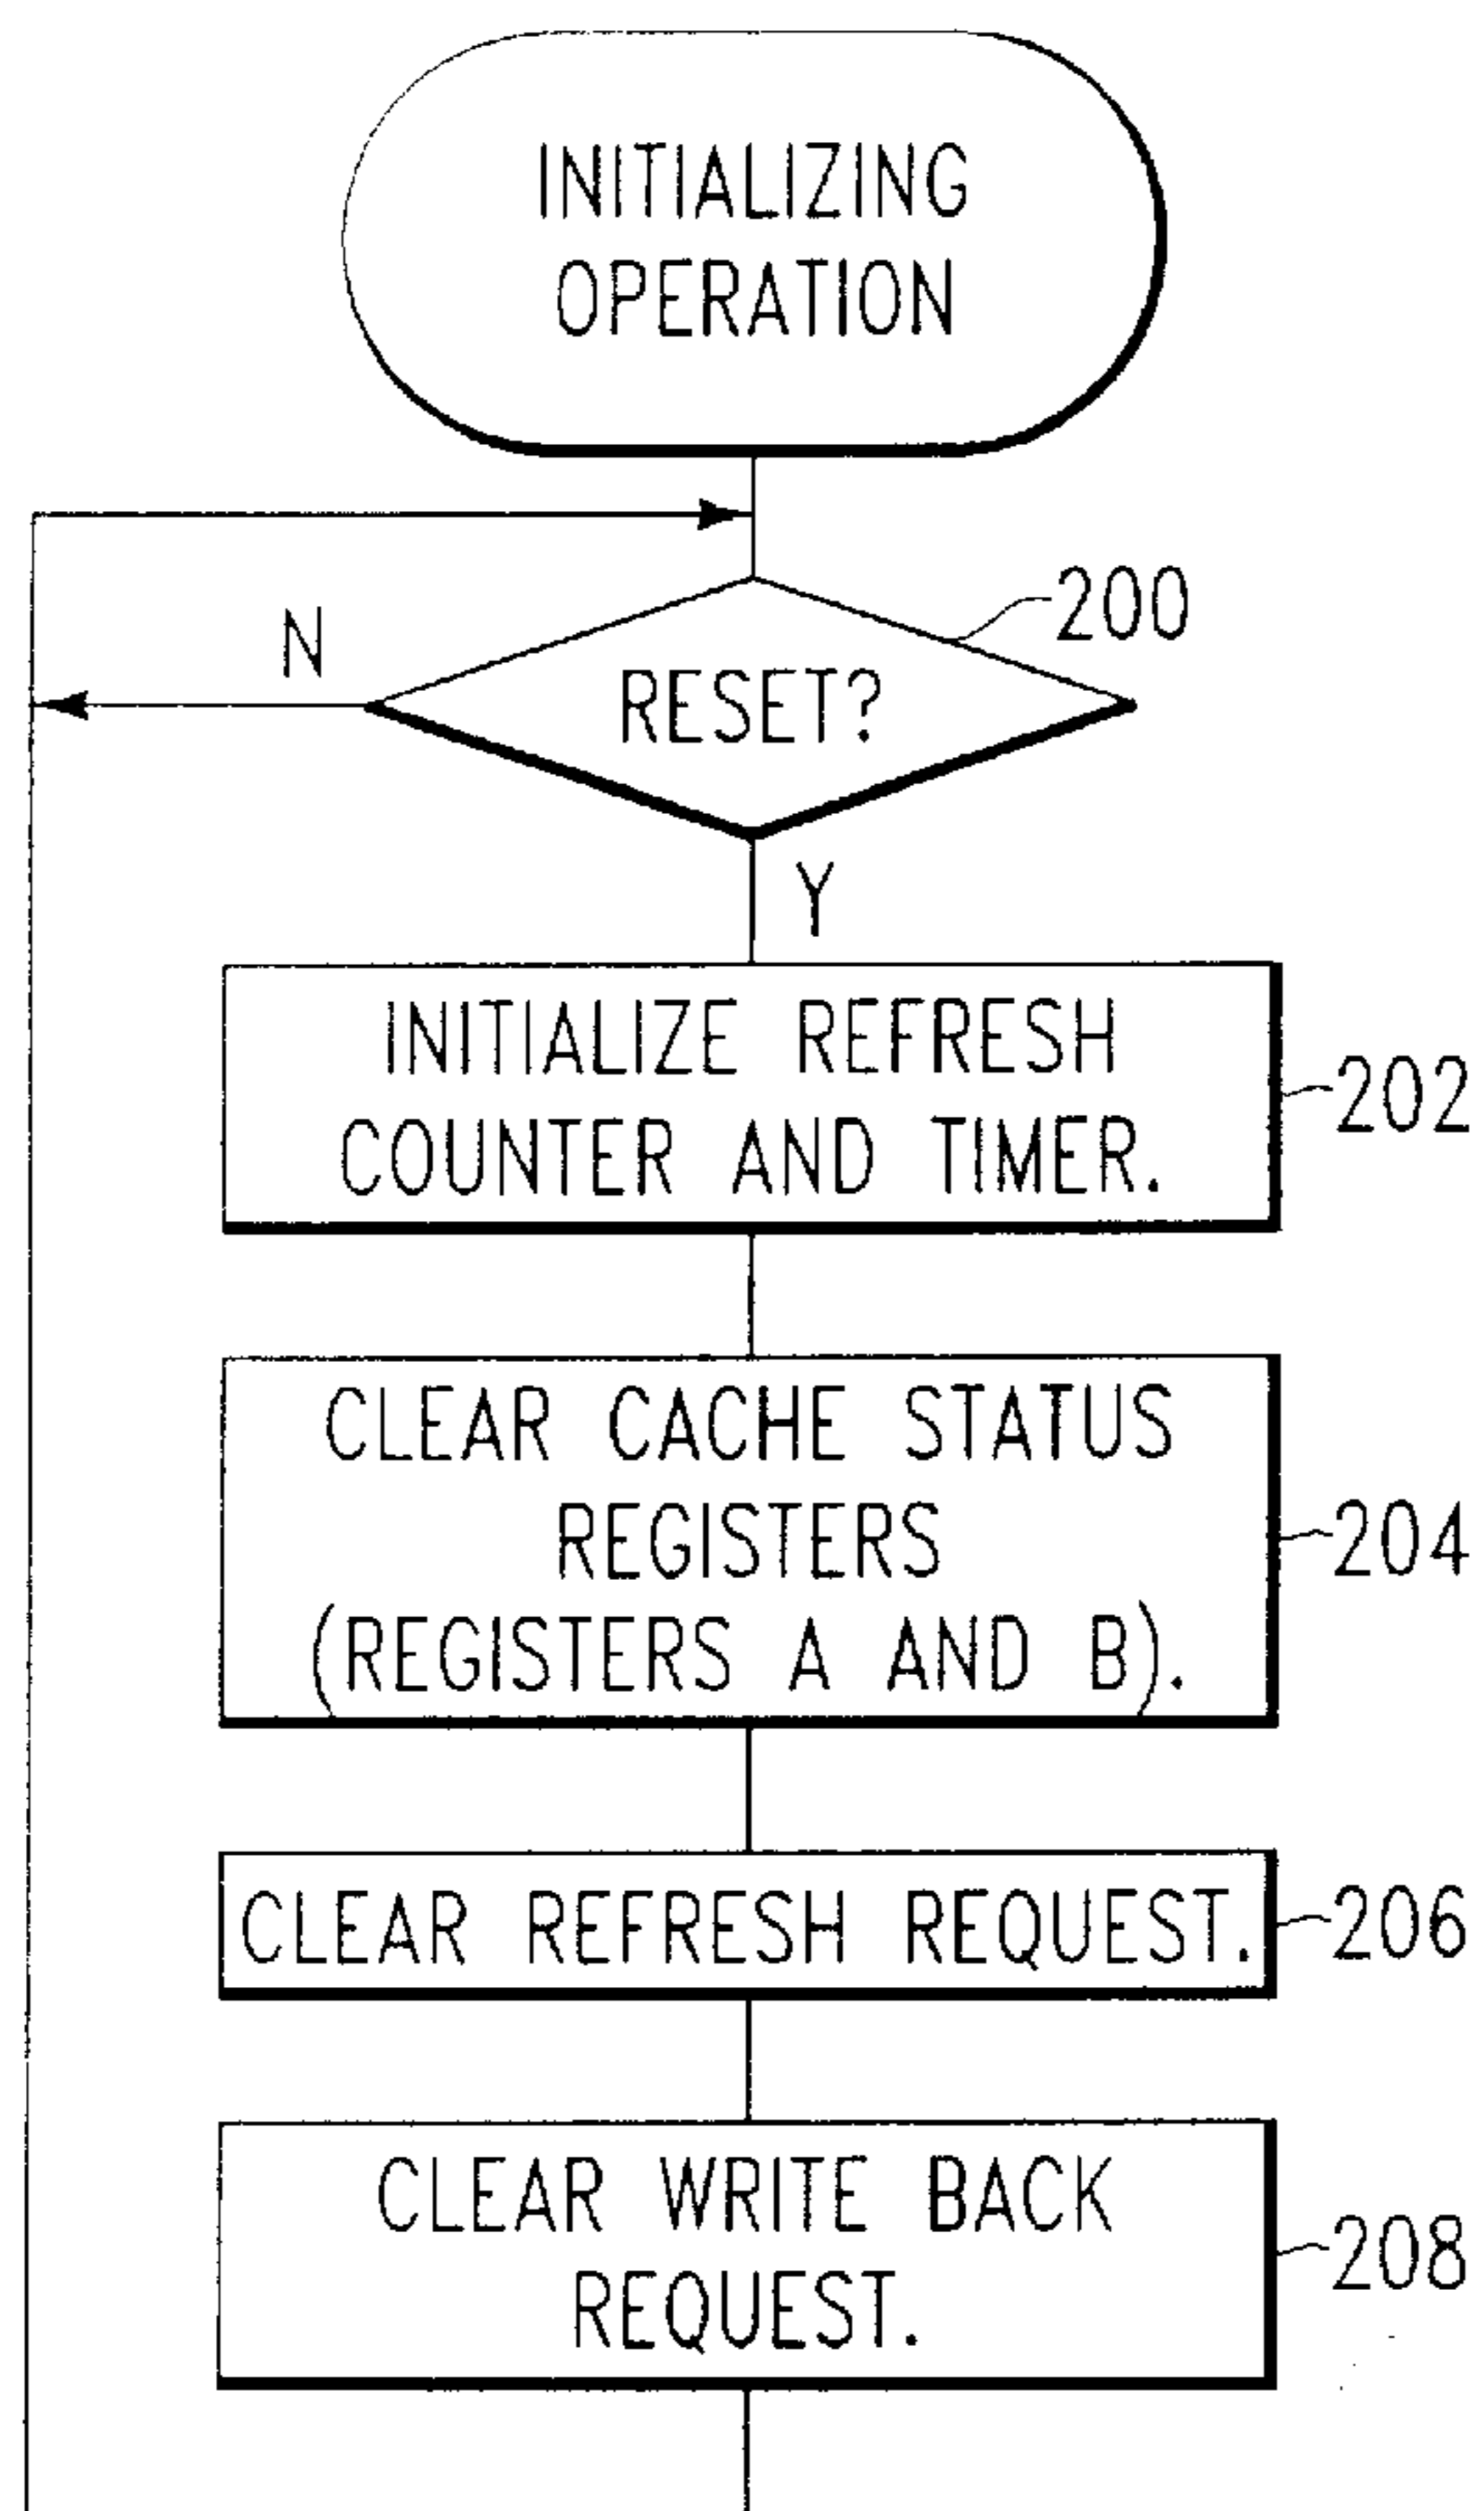 INITIALIZING
OPERATION
200
N
RESET?
Y
INITIALIZE REFRESH
COUNTER AND TIMER.
202
CLEAR CACHE STATUS
REGISTERS
(REGISTERS A AND B).
204
CLEAR REFRESH REQUEST.
206
CLEAR WRITE BACK
REQUEST.
208